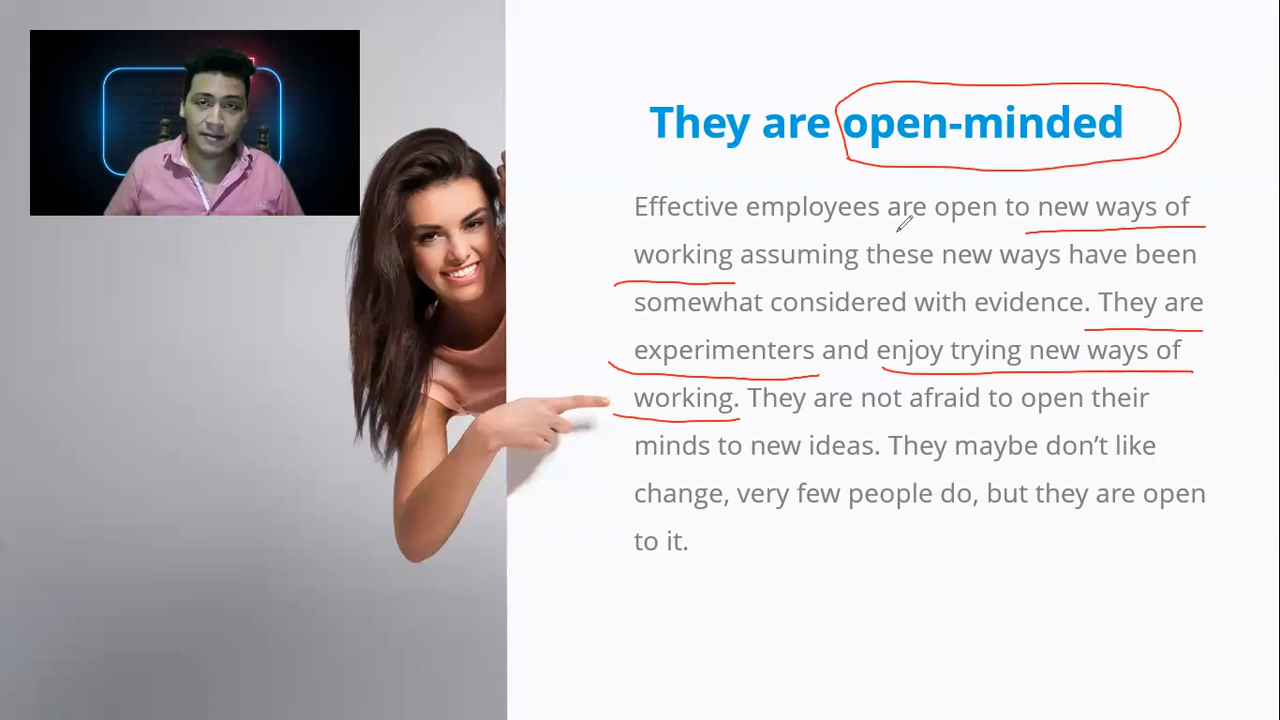 They are open-minded
Effective employees are open to new ways of
working assuming these new ways have been
somewhat considered with evidence. They are
experimenters and enjoy trying new ways of
working. They are not afraid to open their
minds to new ideas. They maybe don’t like
change, very few people do, but they are open
to it.